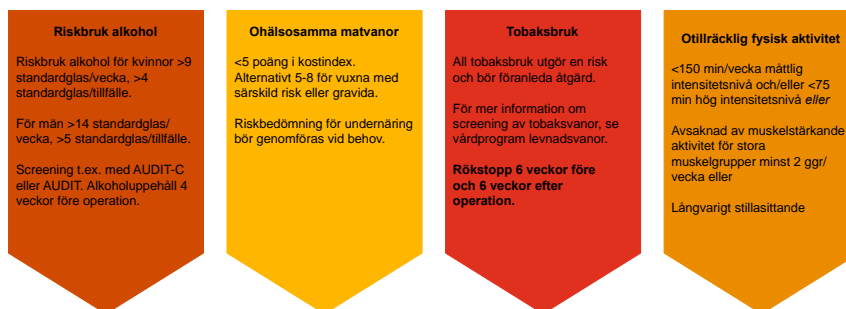 Riskbruk alkohol
Riskbruk alkohol för kvinnor >9
standardglas/vecka, >4
standardglas/tillfälle.
För män >14 standardglas/
vecka, >5 standardglas/tillfälle.
Screening t.ex. med AUDIT-C
eller AUDIT. Alkoholuppehåll 4
veckor före operation.
Ohälsosamma matvanor
<5 poäng i kostindex.
Alternativt 5-8 för vuxna med
särskild risk eller gravida.
Riskbedömning för undernäring
bör genomföras vid behov.
Tobaksbruk
All tobaksbruk utgör en risk
och bör föranleda åtgärd.
För mer information om
screening av tobaksvanor, se
vårdprogram levnadsvanor.
Rökstopp 6 veckor före
och 6 veckor efter
operation.
Otillräcklig fysisk aktivitet
<150 min/vecka måttlig
intensitetsnivå och/eller <75
min hög intensitetsnivå eller
Avsaknad av muskelstärkande
aktivitet för stora
muskelgrupper minst 2 ggr/
vecka eller
Långvarigt stillasittande